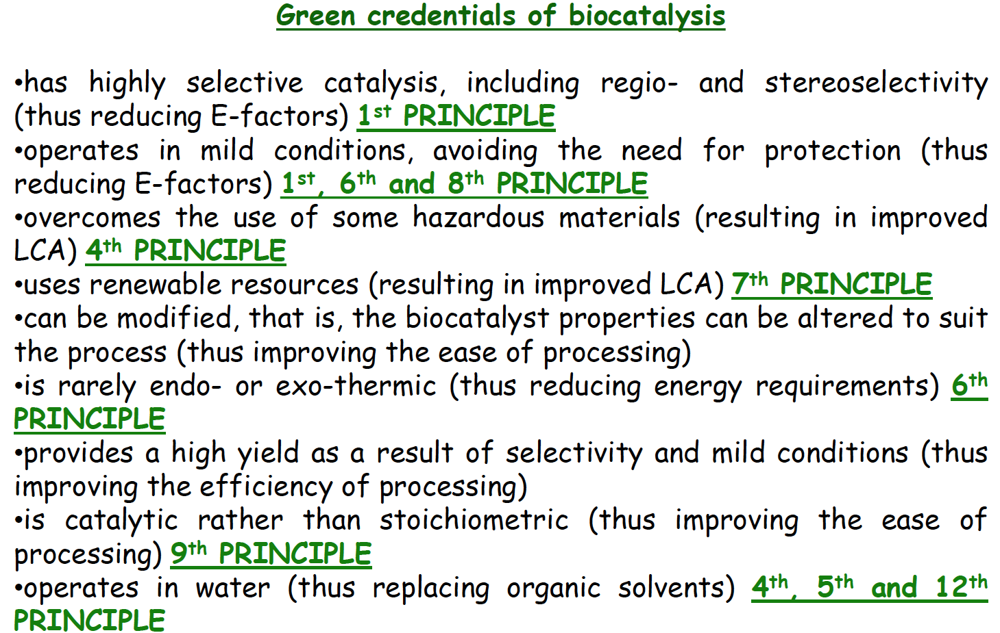 Green credentials of biocatalysis
•has highly selective catalysis, including regio- and stereoselectivity
(thus reducing E-factors) 1st PRINCIPLE
•operates in mild conditions, avoiding the need for protection (thus
reducing E-factors) 1st, 6th and 8th PRINCIPLE
•overcomes the use of some hazardous materials (resulting in improved
LCA) 4th PRINCIPLE
•uses renewable resources (resulting in improved LCA) 7th PRINCIPLE
•can be modified, that is, the biocatalyst properties can be altered to suit
the process (thus improving the ease of processing)
•is rarely endo- or exo-thermic (thus reducing energy requirements) 6th
PRINCIPLE
•provides a high yield as a result of selectivity and mild conditions (thus
improving the efficiency of processing)
•is catalytic rather than stoichiometric (thus improving the ease of
processing) 9th PRINCIPLE
•operates in water (thus replacing organic solvents) 4th, 5th and 12th
PRINCIPLE